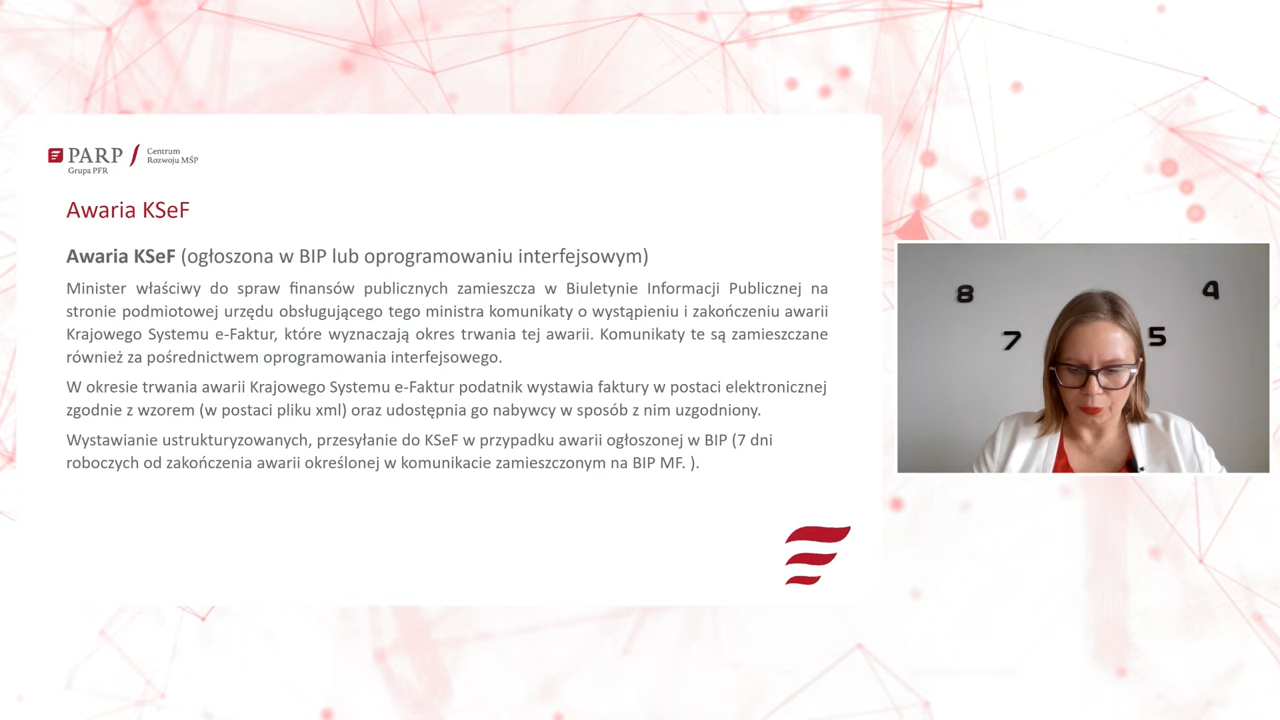 PARP
Grupa PFR
Centrum
Rozwoju MŚP
Awaria KSeF
Awaria KSeF (ogłoszona w BIP lub oprogramowaniu interfejsowym)
Minister właściwy do spraw finansów publicznych zamieszcza w Biuletynie Informacji Publicznej na
stronie podmiotowej urzędu obsługującego tego ministra komunikaty o wystąpieniu i zakończeniu awarii
Krajowego Systemu e-Faktur, które wyznaczają okres trwania tej awarii. Komunikaty te są zamieszczane
również za pośrednictwem oprogramowania interfejsowego.
W okresie trwania awarii Krajowego Systemu e-Faktur podatnik wystawia faktury w postaci elektronicznej
zgodnie z wzorem (w postaci pliku xml) oraz udostępnia go nabywcy w sposób z nim uzgodniony.
Wystawianie ustrukturyzowanych, przesyłanie do KSeF w przypadku awarii ogłoszonej w BIP (7 dni
roboczych od zakończenia awarii określonej w komunikacie zamieszczonym na BIP MF. ).
8
4
7
5